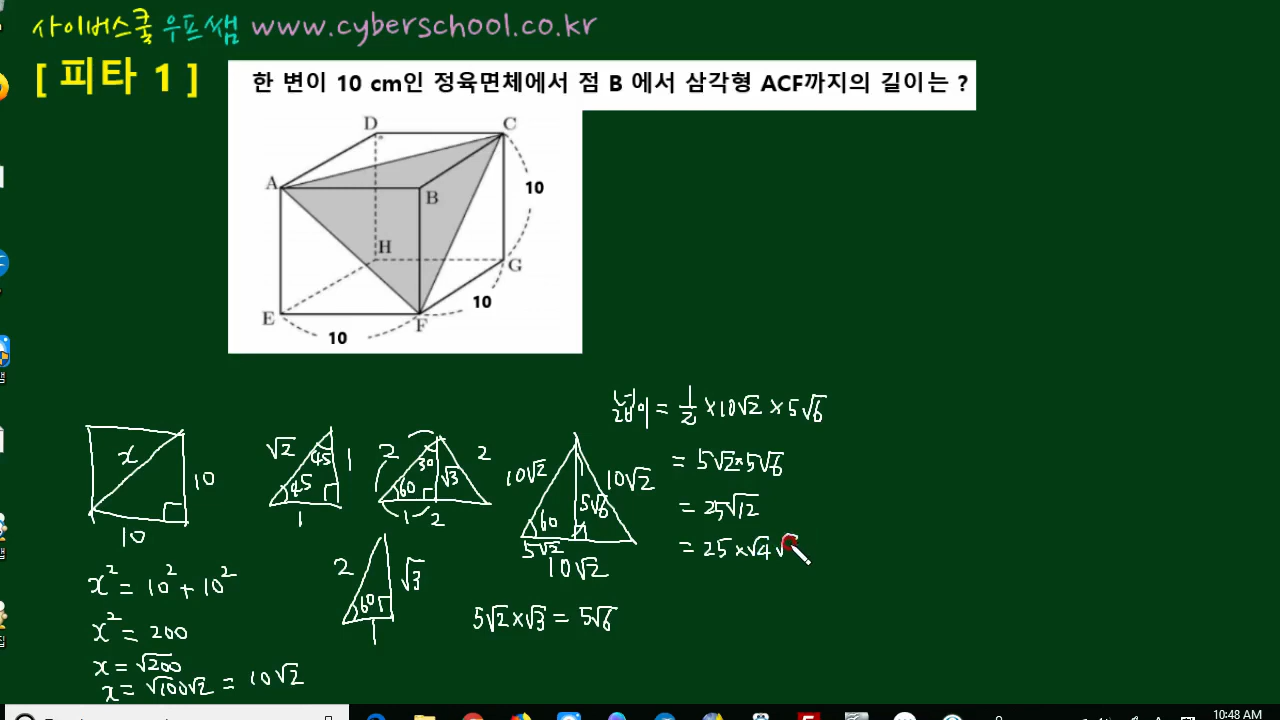 사이버스쿨 우프쌤 www.cyberschool.co.kr
[ 피타 1 ]
한 변이 10 cm인 정육면체에서 점 B 에서 삼각형 ACF까지의 길이는 ?
D C
A B 10
H G
E F 10
10
넓이 = 1/2 × 10√2 × 5√6
= 5√2 × 5√6
= 25√12
= 25 × √4 √
x 10
10
x² = 10² + 10²
x² = 200
x = √200
x = √100√2 = 10√2
√2 45 1
45
1
2 30 √3 2
60
1 2
2 √3
60
1
10√2 10√2
60 5√6
5√2
10√2
5√2 × √3 = 5√6
10:48 AM